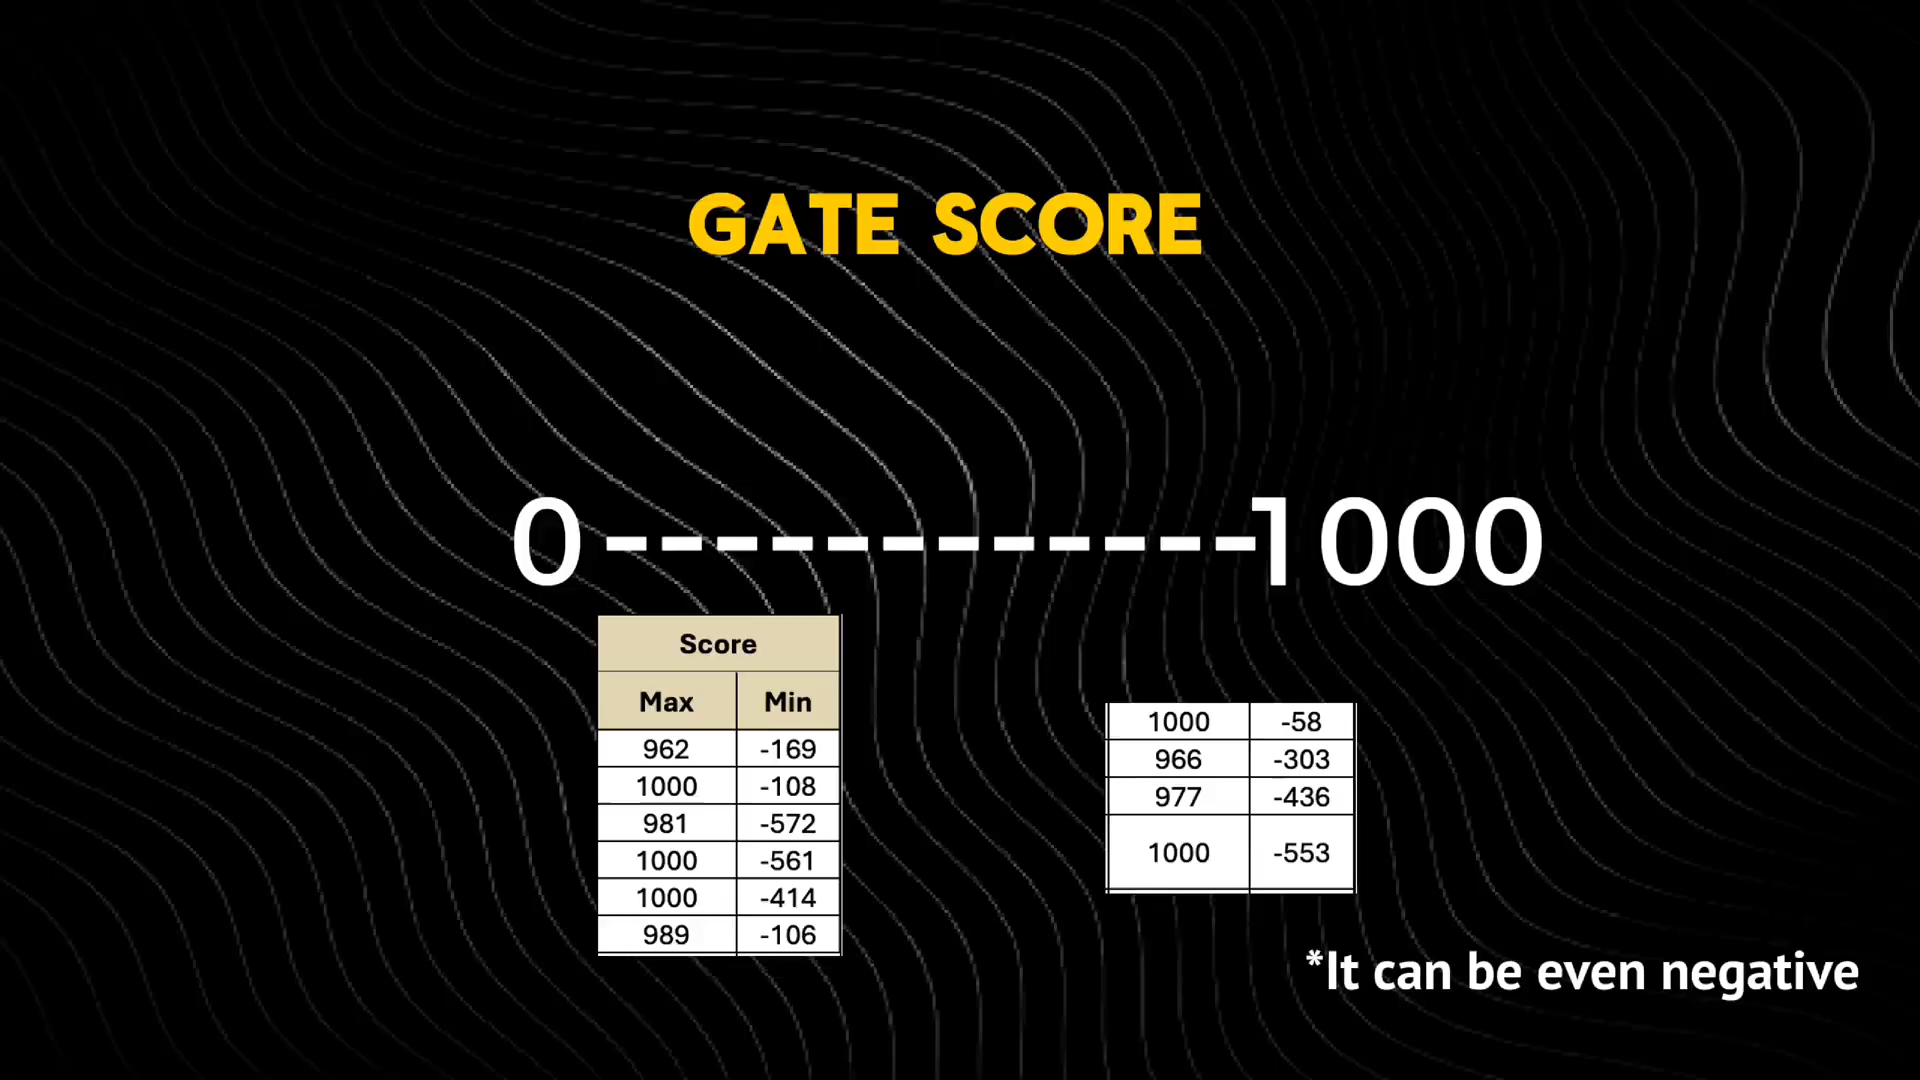 GATE SCORE
0 ------------1000
Score
Max Min
962 -169
1000 -108
981 -572
1000 -561
1000 -414
989 -106
1000 -58
966 -303
977 -436
1000 -553
*It can be even negative